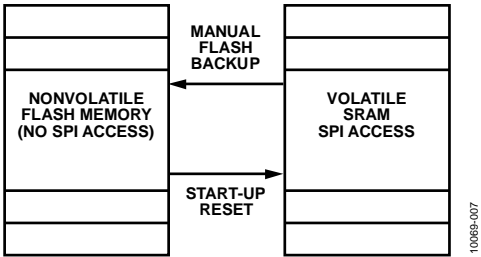 MANUAL
FLASH
BACKUP
NONVOLATILE
FLASH MEMORY
(NO SPI ACCESS)
VOLATILE
SRAM
SPI ACCESS
START-UP
RESET
10069-007